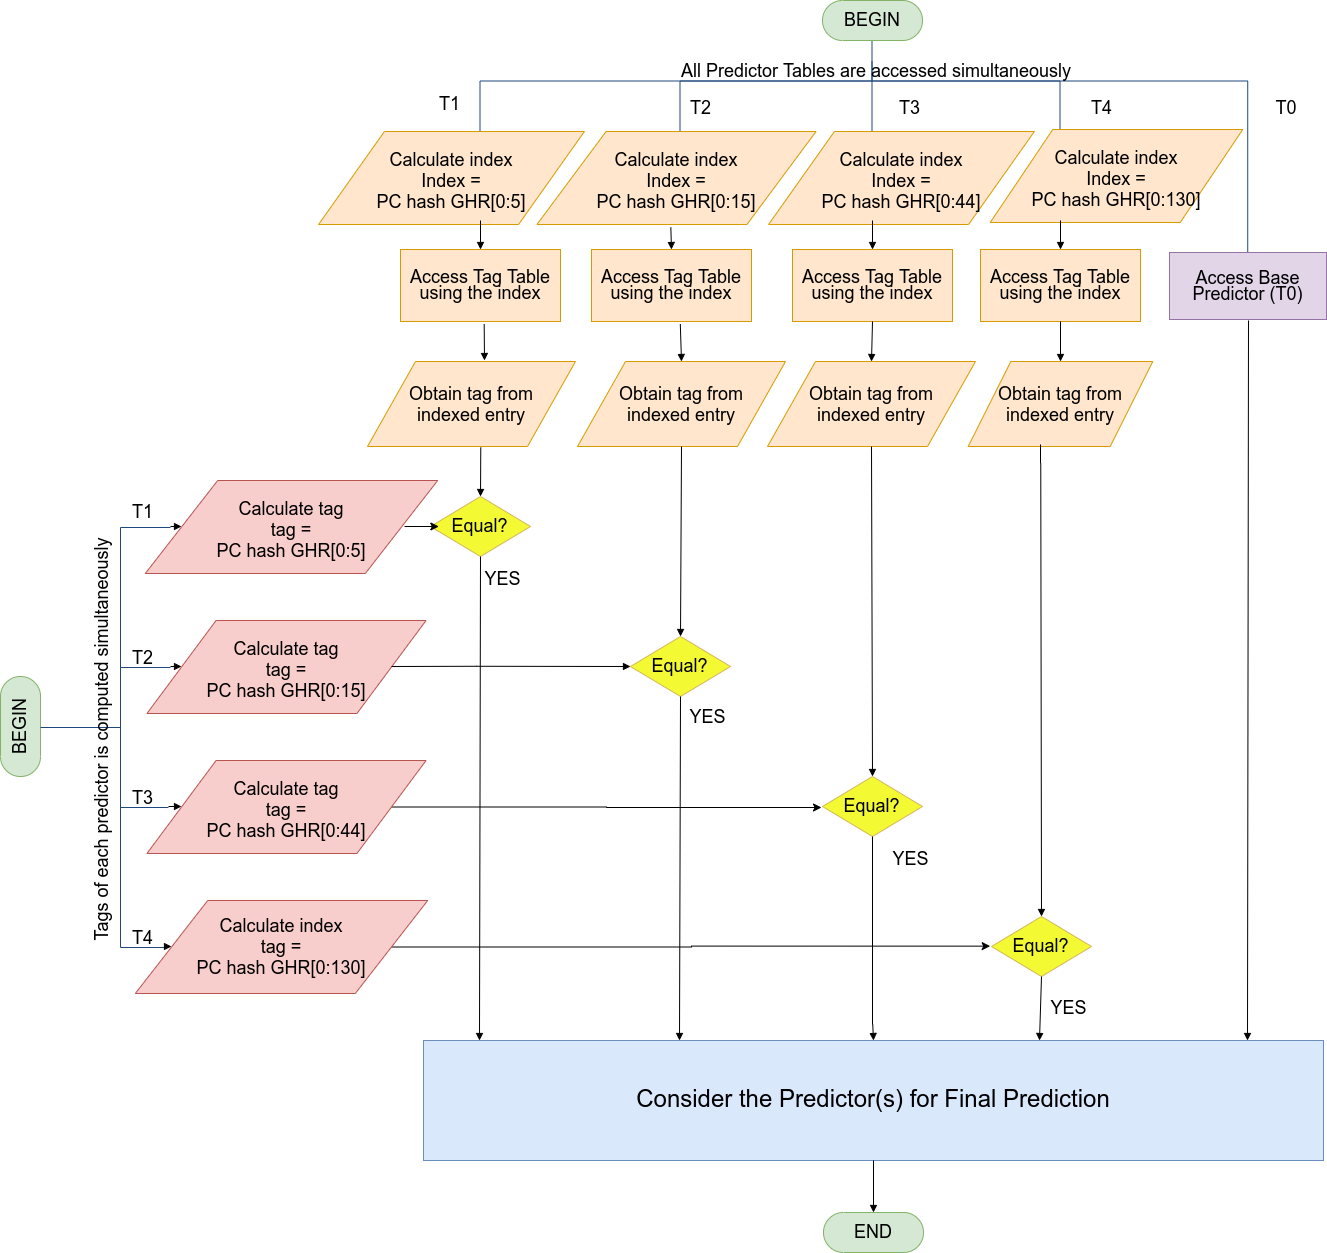 BEGIN
All Predictor Tables are accessed simultaneously
T1
T2
T3
T4
T0
Calculate index
Index =
PC hash GHR[0:5]
Calculate index
Index =
PC hash GHR[0:15]
Calculate index
Index =
PC hash GHR[0:44]
Calculate index
Index =
PC hash GHR[0:130]
Access Tag Table
using the index
Access Tag Table
using the index
Access Tag Table
using the index
Access Tag Table
using the index
Access Base
Predictor (T0)
Obtain tag from
indexed entry
Obtain tag from
indexed entry
Obtain tag from
indexed entry
Obtain tag from
indexed entry
BEGIN
Tags of each predictor is computed simultaneously
T1
Calculate tag
tag =
PC hash GHR[0:5]
Equal?
YES
T2
Calculate tag
tag =
PC hash GHR[0:15]
Equal?
YES
T3
Calculate tag
tag =
PC hash GHR[0:44]
Equal?
YES
T4
Calculate index
tag =
PC hash GHR[0:130]
Equal?
YES
Consider the Predictor(s) for Final Prediction
END